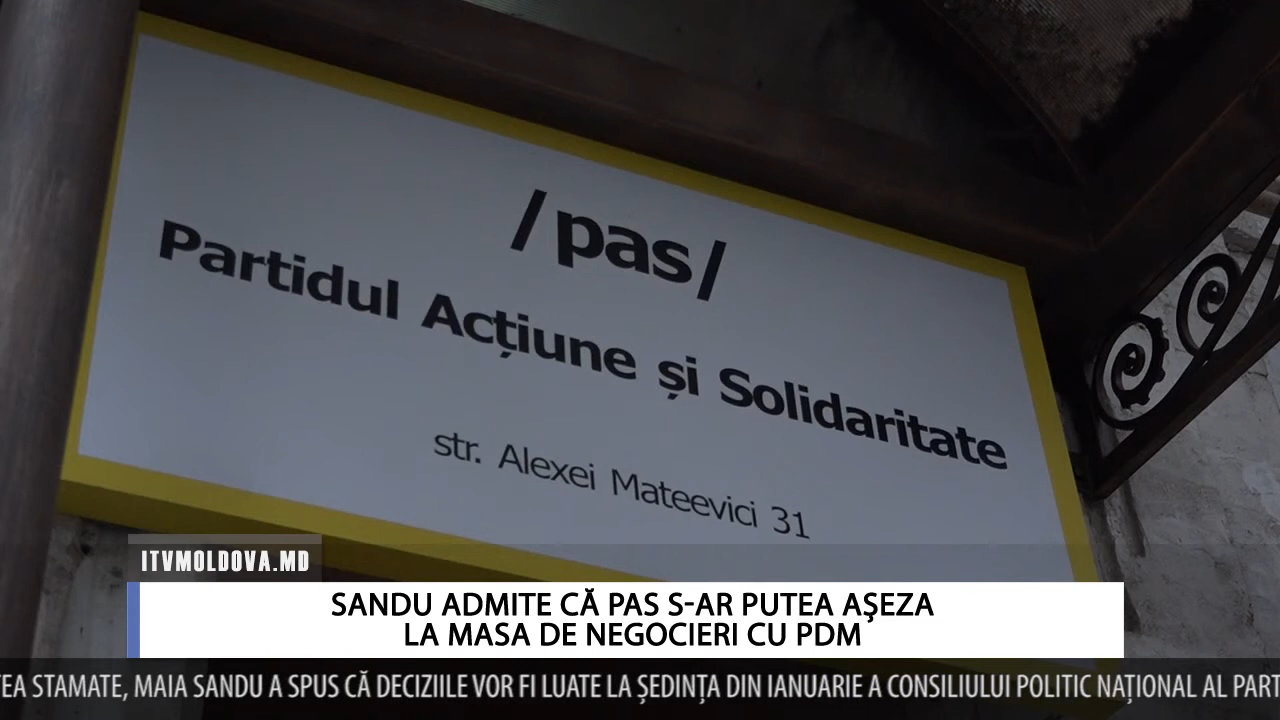 /pas/
Partidul Acțiune și Solidaritate
str. Alexei Mateevici 31
ITVMOLDOVA.MD
SANDU ADMITE CĂ PAS S-AR PUTEA AŞEZA
LA MASA DE NEGOCIERI CU PDM
STAMATE, MAIA SANDU A SPUS CĂ DECIZIILE VOR FI LUATE LA ŞEDINȚA DIN IANUARIE A CONSILIULUI POLITIC NAȚIONAL AL